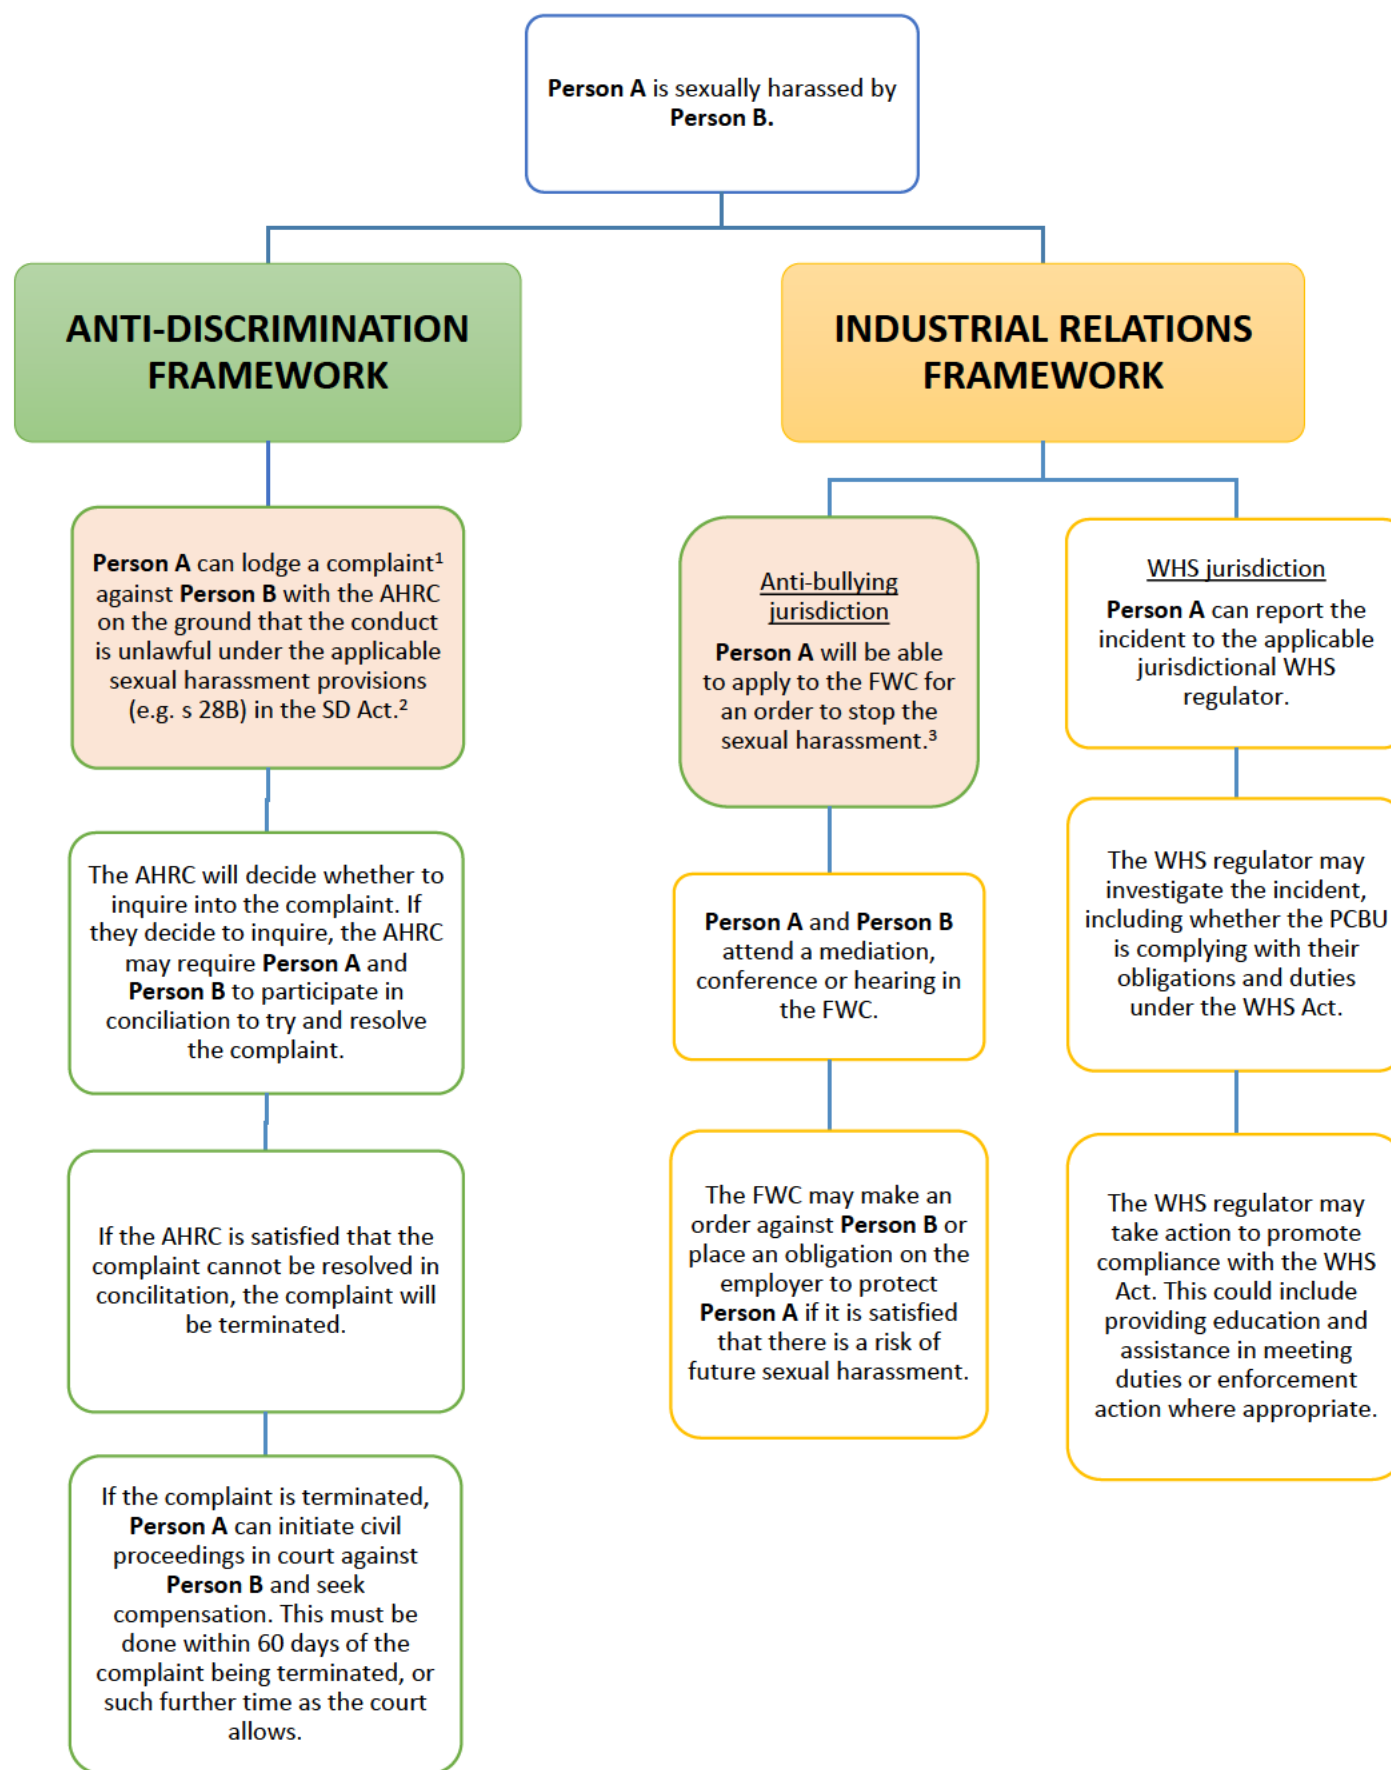 Person A is sexually harassed by
Person B.
ANTI-DISCRIMINATION
FRAMEWORK
Person A can lodge a complaint¹
against Person B with the AHRC
on the ground that the conduct
is unlawful under the applicable
sexual harassment provisions
(e.g. s 28B) in the SD Act.²
The AHRC will decide whether to
inquire into the complaint. If
they decide to inquire, the AHRC
may require Person A and
Person B to participate in
conciliation to try and resolve
the complaint.
If the AHRC is satisfied that the
complaint cannot be resolved in
concilitation, the complaint will
be terminated.
If the complaint is terminated,
Person A can initiate civil
proceedings in court against
Person B and seek
compensation. This must be
done within 60 days of the
complaint being terminated, or
such further time as the court
allows.
INDUSTRIAL RELATIONS
FRAMEWORK
Anti-bullying
jurisdiction
Person A will be able
to apply to the FWC for
an order to stop the
sexual harassment.³
Person A and Person B
attend a mediation,
conference or hearing in
the FWC.
The FWC may make an
order against Person B or
place an obligation on the
employer to protect
Person A if it is satisfied
that there is a risk of
future sexual harassment.
WHS jurisdiction
Person A can report the
incident to the applicable
jurisdictional WHS
regulator.
The WHS regulator may
investigate the incident,
including whether the PCBU
is complying with their
obligations and duties
under the WHS Act.
The WHS regulator may
take action to promote
compliance with the WHS
Act. This could include
providing education and
assistance in meeting
duties or enforcement
action where appropriate.